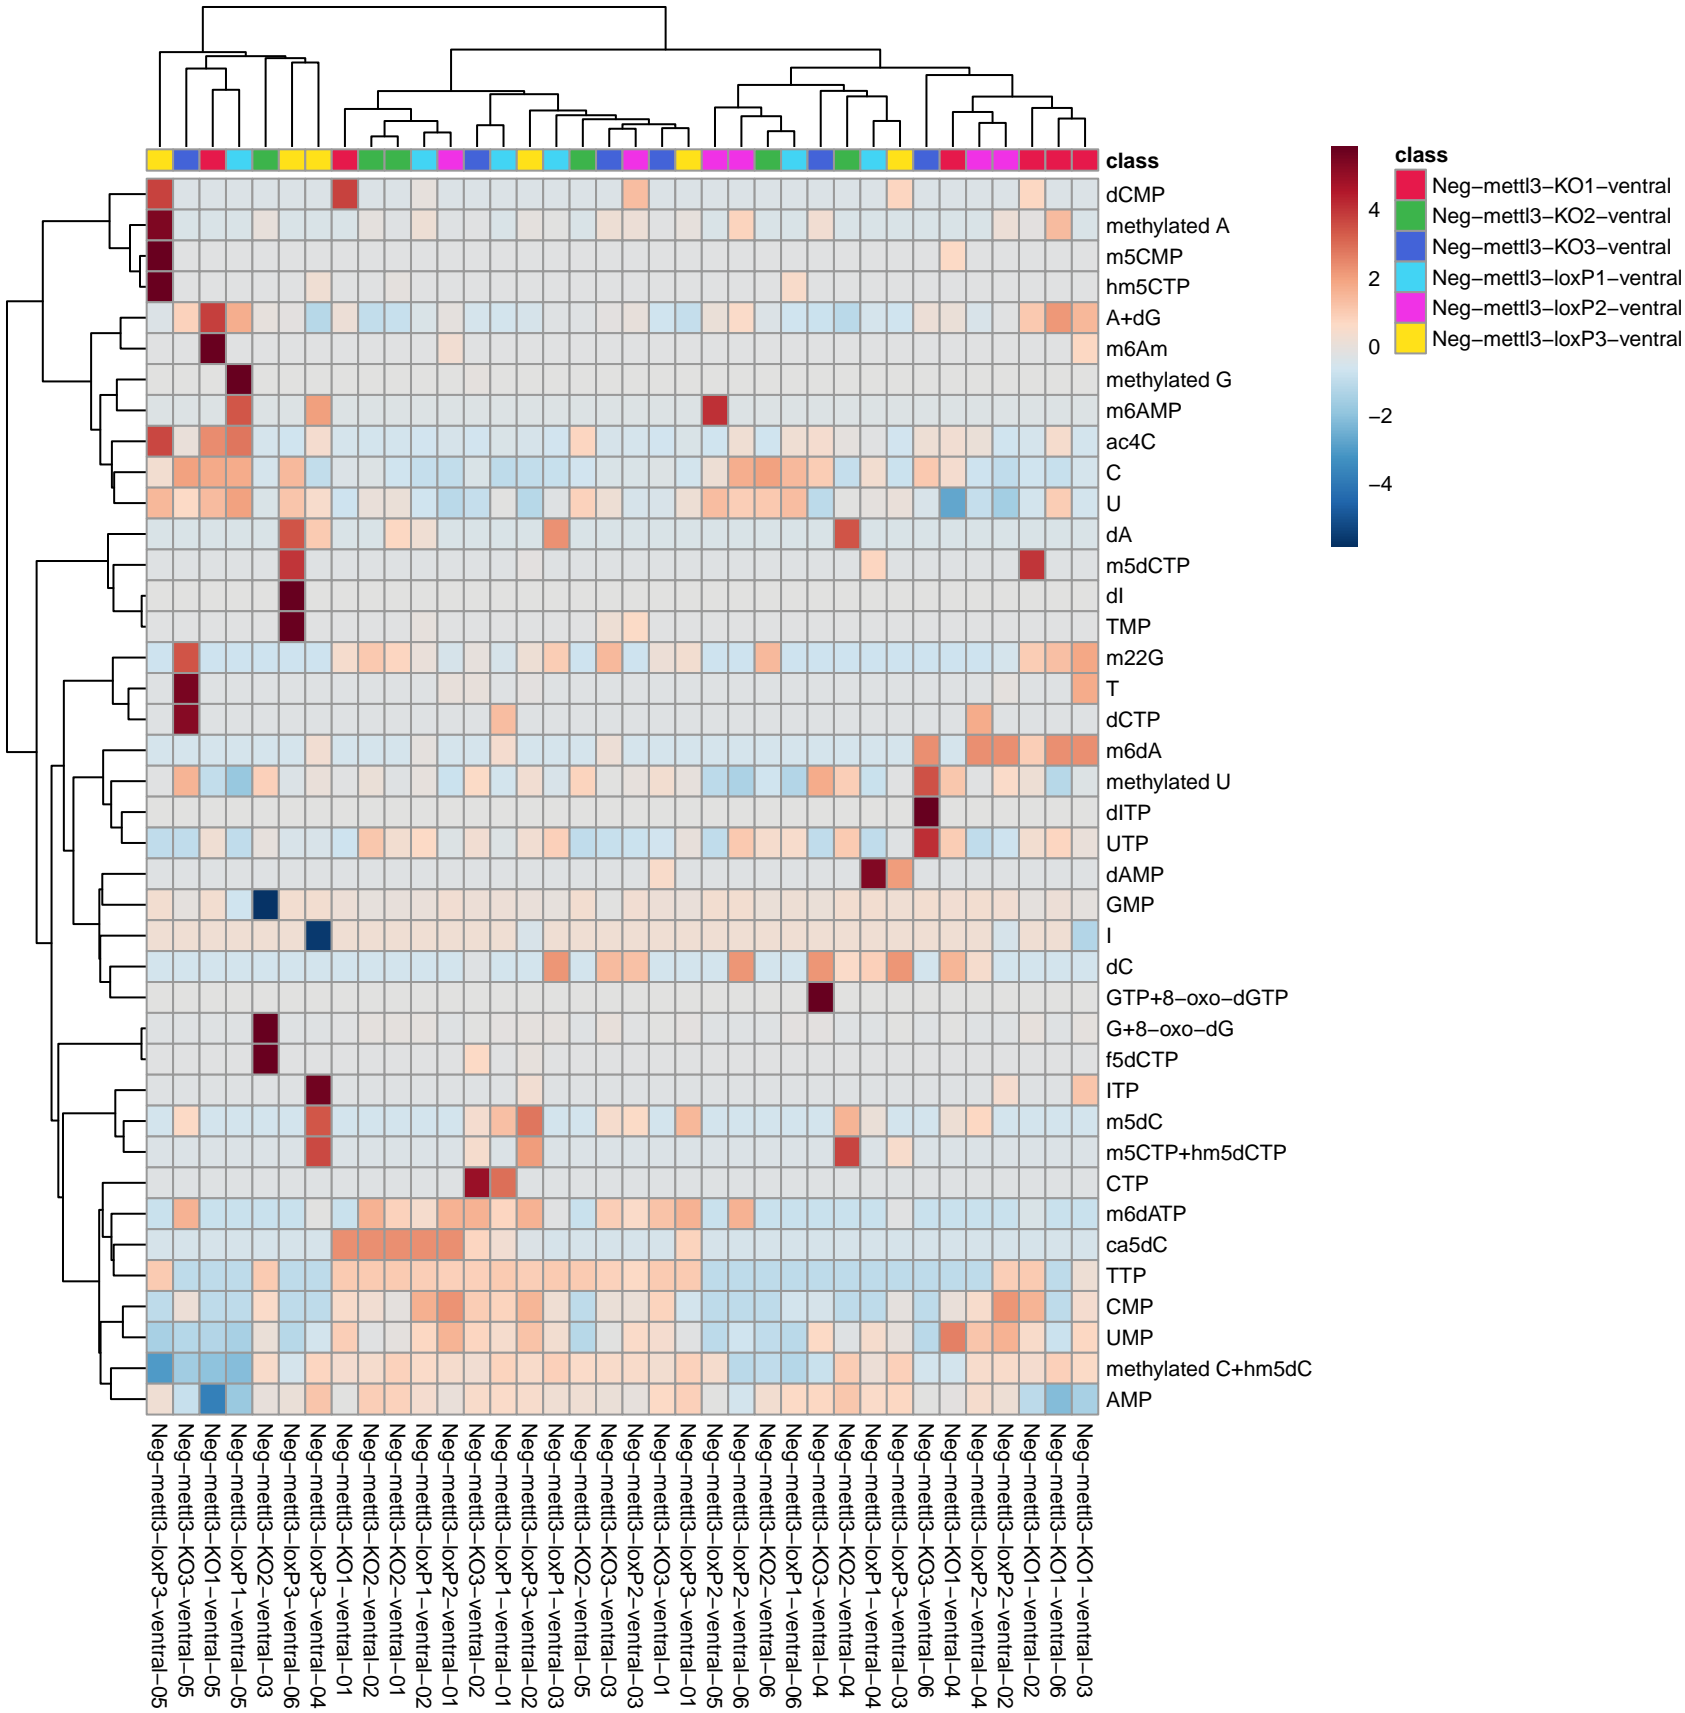 class
class
Neg−mettl3−KO1−ventral
Neg−mettl3−KO2−ventral
Neg−mettl3−KO3−ventral
Neg−mettl3−loxP1−ventral
Neg−mettl3−loxP2−ventral
Neg−mettl3−loxP3−ventral
4
2
0
−2
−4
dCMP
methylated A
m5CMP
hm5CTP
A+dG
m6Am
methylated G
m6AMP
ac4C
C
U
dA
m5dCTP
dI
TMP
m22G
T
dCTP
m6dA
methylated U
dITP
UTP
dAMP
GMP
I
dC
GTP+8−oxo−dGTP
G+8−oxo−dG
f5dCTP
ITP
m5dC
m5CTP+hm5dCTP
CTP
m6dATP
ca5dC
TTP
CMP
UMP
methylated C+hm5dC
AMP
Neg−mettl3−loxP3−ventral−05
Neg−mettl3−KO3−ventral−05
Neg−mettl3−KO1−ventral−05
Neg−mettl3−loxP1−ventral−05
Neg−mettl3−KO2−ventral−03
Neg−mettl3−loxP3−ventral−06
Neg−mettl3−loxP3−ventral−04
Neg−mettl3−KO1−ventral−01
Neg−mettl3−KO2−ventral−02
Neg−mettl3−KO2−ventral−01
Neg−mettl3−loxP1−ventral−02
Neg−mettl3−loxP2−ventral−01
Neg−mettl3−KO3−ventral−02
Neg−mettl3−loxP1−ventral−01
Neg−mettl3−loxP3−ventral−02
Neg−mettl3−loxP1−ventral−03
Neg−mettl3−KO2−ventral−05
Neg−mettl3−KO3−ventral−03
Neg−mettl3−loxP2−ventral−03
Neg−mettl3−KO3−ventral−01
Neg−mettl3−loxP3−ventral−01
Neg−mettl3−loxP2−ventral−05
Neg−mettl3−loxP2−ventral−06
Neg−mettl3−KO2−ventral−06
Neg−mettl3−loxP1−ventral−06
Neg−mettl3−KO3−ventral−04
Neg−mettl3−KO2−ventral−04
Neg−mettl3−loxP1−ventral−04
Neg−mettl3−loxP3−ventral−03
Neg−mettl3−KO3−ventral−06
Neg−mettl3−KO1−ventral−04
Neg−mettl3−loxP2−ventral−04
Neg−mettl3−loxP2−ventral−02
Neg−mettl3−KO1−ventral−02
Neg−mettl3−KO1−ventral−06
Neg−mettl3−KO1−ventral−03